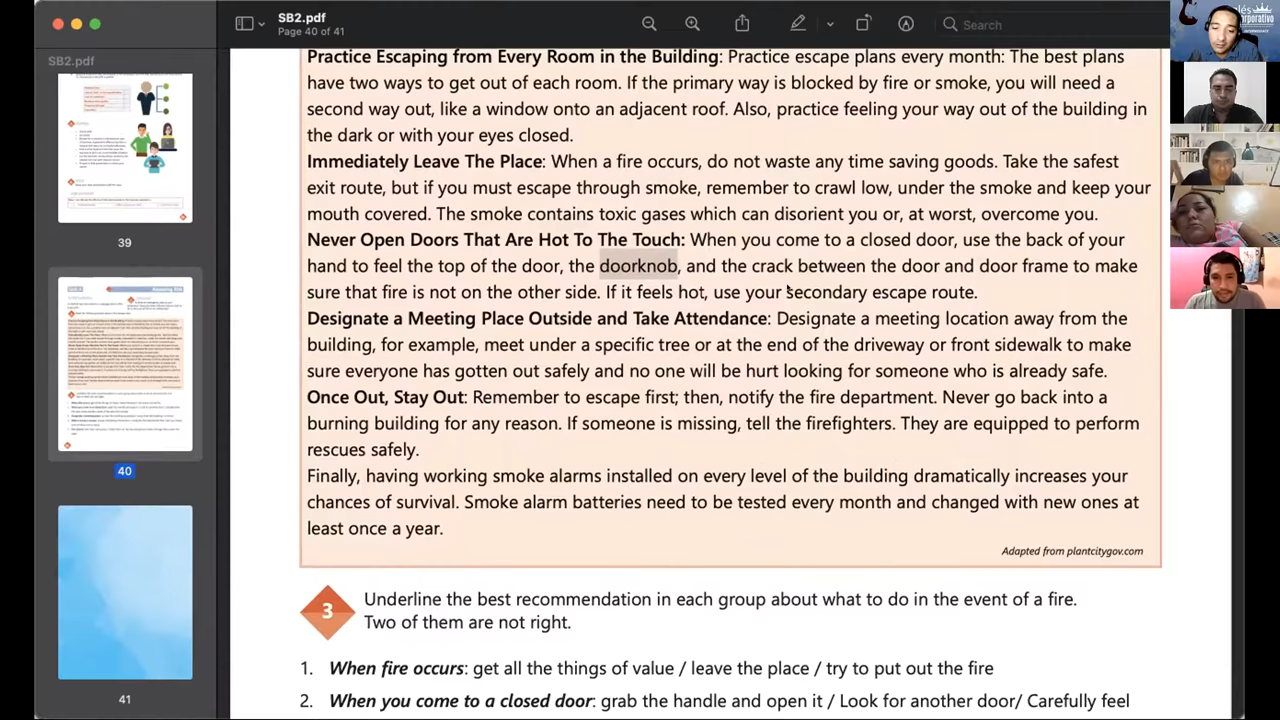 SB2.pdf
Page 40 of 41
Search
SB2.pdf
39
40
41
Practice Escaping from Every Room in the Building: Practice escape plans every month: The best plans
have two ways to get out of each room. If the primary way is blocked by fire or smoke, you will need a
second way out, like a window onto an adjacent roof. Also, practice feeling your way out of the building in
the dark or with your eyes closed.
Immediately Leave The Place: When a fire occurs, do not waste any time saving goods. Take the safest
exit route, but if you must escape through smoke, remember to crawl low, under the smoke and keep your
mouth covered. The smoke contains toxic gases which can disorient you or, at worst, overcome you.
Never Open Doors That Are Hot To The Touch: When you come to a closed door, use the back of your
hand to feel the top of the door, the doorknob, and the crack between the door and door frame to make
sure that fire is not on the other side. If it feels hot, use your secondary escape route.
Designate a Meeting Place Outside and Take Attendance: Designate a meeting location away from the
building, for example, meet at a specific tree or at the end of the driveway or front sidewalk to make
sure everyone has gotten out safely and no one will be hurt looking for someone who is already safe.
Once Out, Stay Out: Remember to escape first; then, notify the fire department. Never go back into a
burning building for any reason. If someone is missing, tell the firefighters. They are equipped to perform
rescues safely.
Finally, having working smoke alarms installed on every level of the building dramatically increases your
chances of survival. Smoke alarm batteries need to be tested every month and changed with new ones at
least once a year.
Adapted from plantcitygov.com
3
Underline the best recommendation in each group about what to do in the event of a fire.
Two of them are not right.
1. When fire occurs: get all the things of value / leave the place / try to put out the fire
2. When you come to a closed door: grab the handle and open it / Look for another door/ Carefully feel